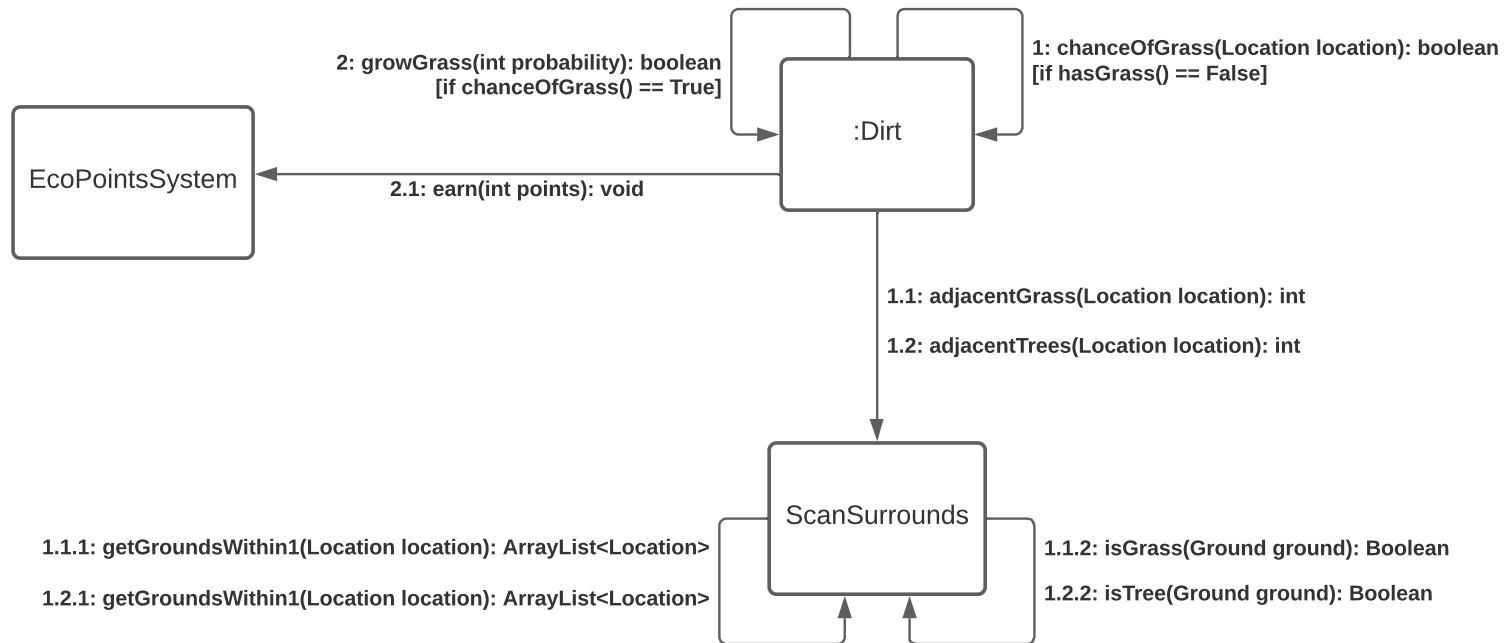 2: growGrass(int probability): boolean
[if chanceOfGrass() == True]
1: chanceOfGrass(Location location): boolean
[if hasGrass() == False]
:Dirt
EcoPointsSystem
2.1: earn(int points): void
1.1: adjacentGrass(Location location): int
1.2: adjacentTrees(Location location): int
ScanSurrounds
1.1.1: getGroundsWithin1(Location location): ArrayList<Location>
1.2.1: getGroundsWithin1(Location location): ArrayList<Location>
1.1.2: isGrass(Ground ground): Boolean
1.2.2: isTree(Ground ground): Boolean